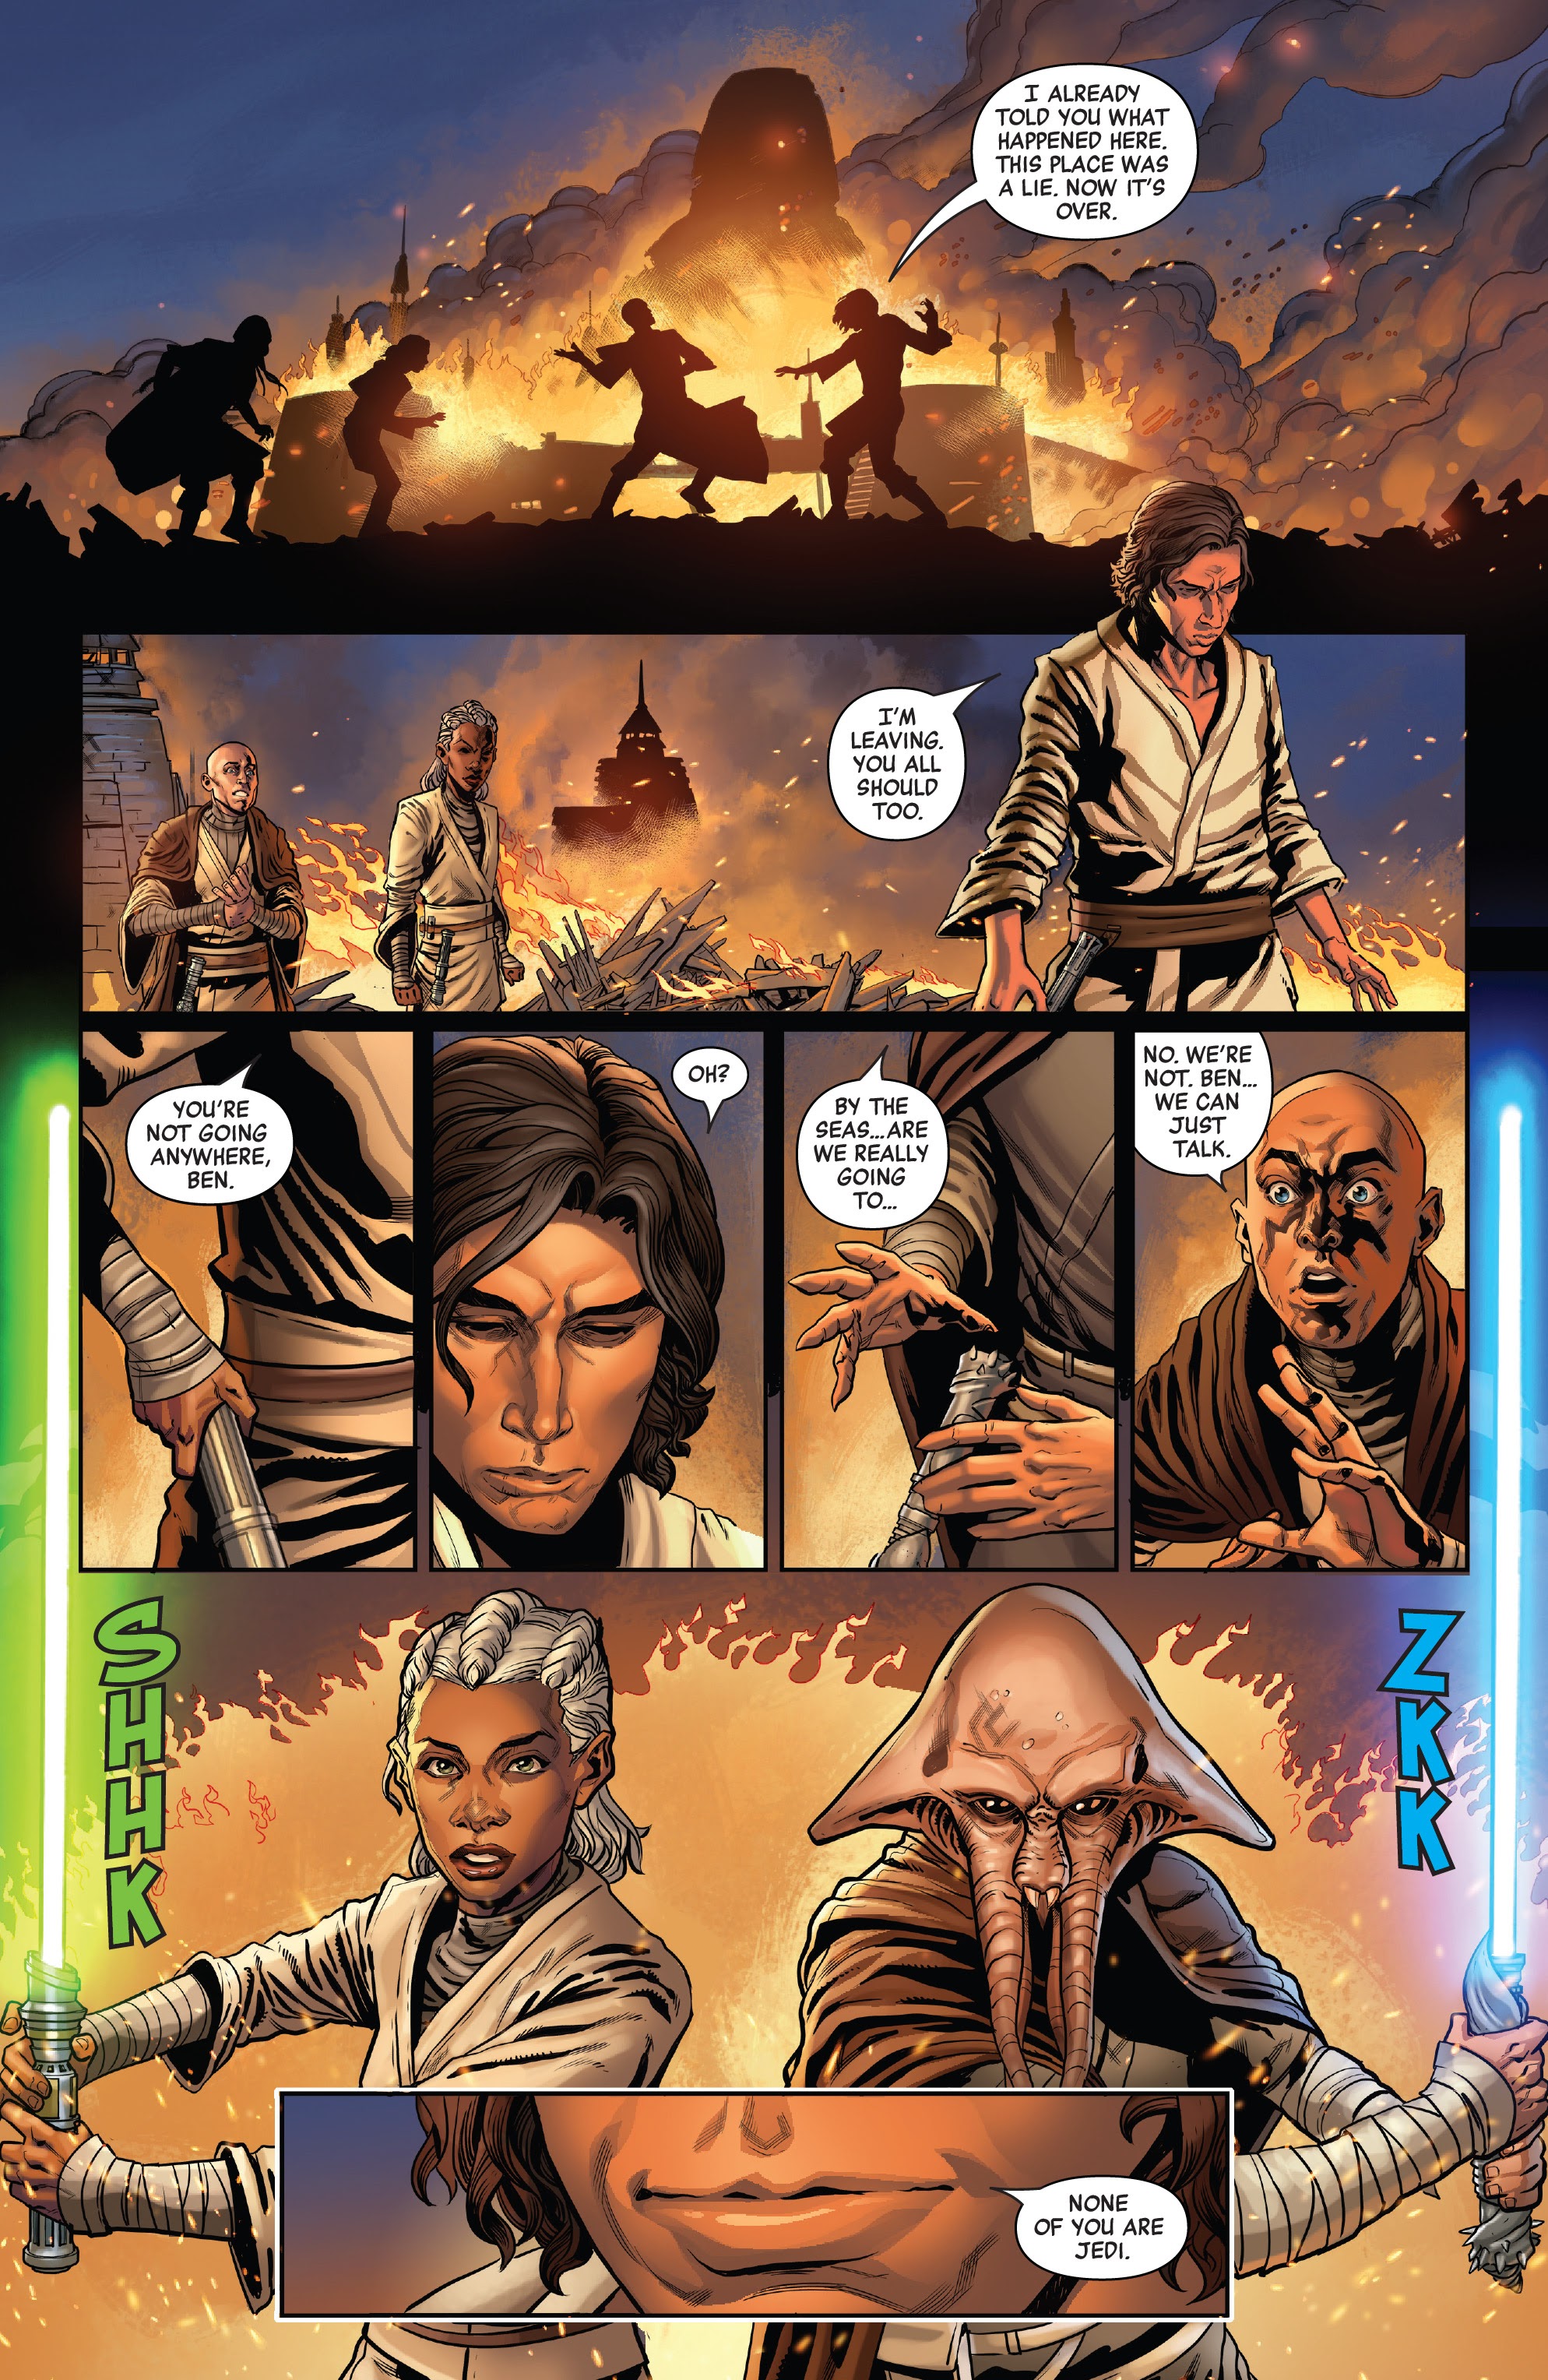 I ALREADY
TOLD YOU WHAT
HAPPENED HERE.
THIS PLACE WAS
A LIE. NOW IT'S
OVER.
I'M
LEAVING.
YOU ALL
SHOULD
TOO.
YOU'RE
NOT GOING
ANYWHERE,
BEN.
OH?
BY THE
SEAS...ARE
WE REALLY
GOING
TO...
NO. WE'RE
NOT. BEN...
WE CAN
JUST
TALK.
SHHK
ZKK
NONE
OF YOU ARE
JEDI.